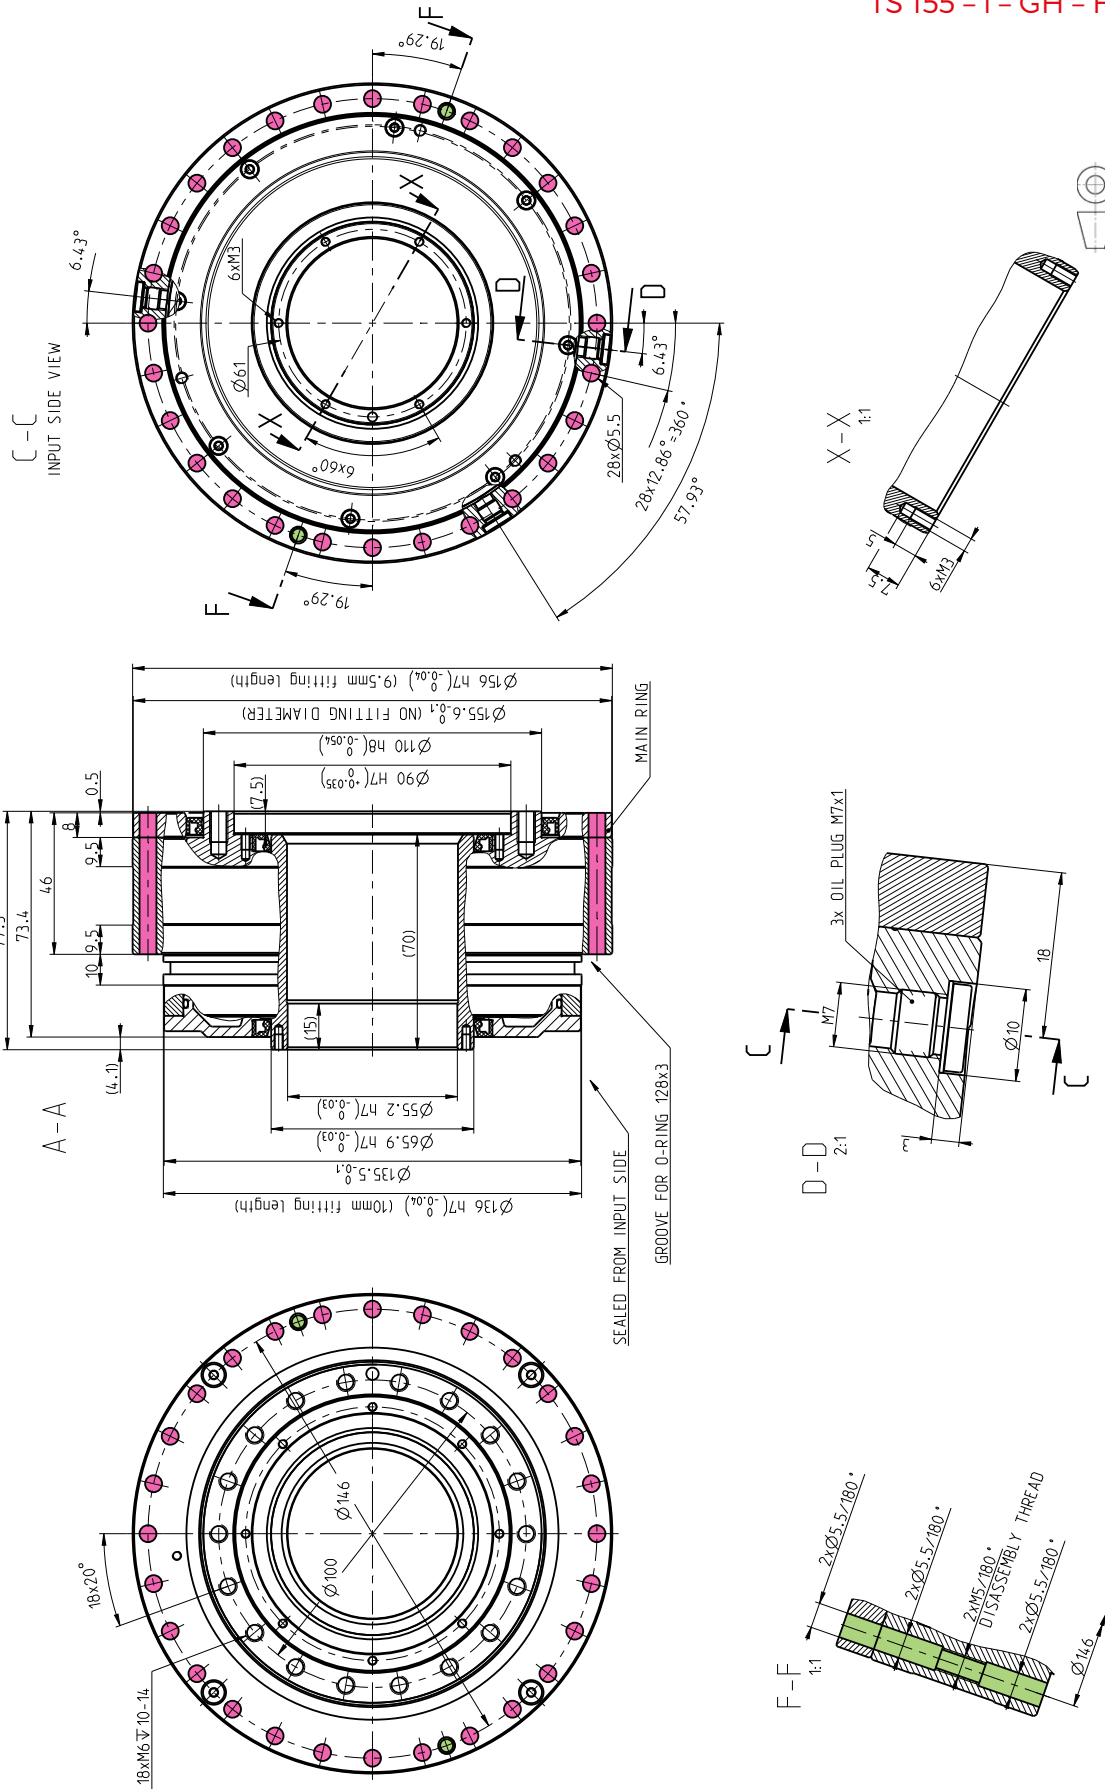 TS 155 – T – GH – H
C-C
INPUT SIDE VIEW
F
19.29°
6.43°
6xM3
Ø61
X
X
6x60°
D
D
6.43°
28xØ5.5
28x12.86°=360°
57.93°
F
19.29°
X-X
1:1
5
7.5
6xM3
A-A
73.4
46
10
9.5
9.5
8
0.5
(4.1)
(7.5)
(70)
(15)
Ø156 h7( 0 -0.04) (9.5mm fitting length)
Ø155.6 0 -0.1 (NO FITTING DIAMETER)
Ø110 h8( 0 -0.054)
Ø90 H7(+0.035 0)
Ø55.2 h7( 0 -0.03)
Ø65.9 h7( 0 -0.03)
Ø135.5 0 -0.1
Ø136 h7( 0 -0.04) (10mm fitting length)
MAIN RING
SEALED FROM INPUT SIDE
GROOVE FOR O-RING 128x3
D-D
2:1
3x OIL PLUG M7x1
M7
C
C
Ø10
18
3
18x20°
18xM6↧10-14
Ø146
Ø100
F-F
1:1
2xØ5.5/180°
2xØ5.5/180°
2xM5/180°
DISASSEMBLY THREAD
2xØ5.5/180°
Ø146